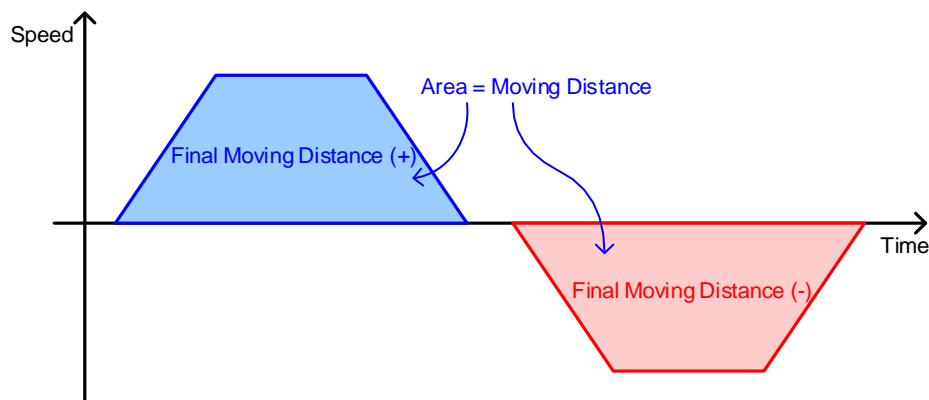 Speed
Area = Moving Distance
Final Moving Distance (+)
Time
Final Moving Distance (-)